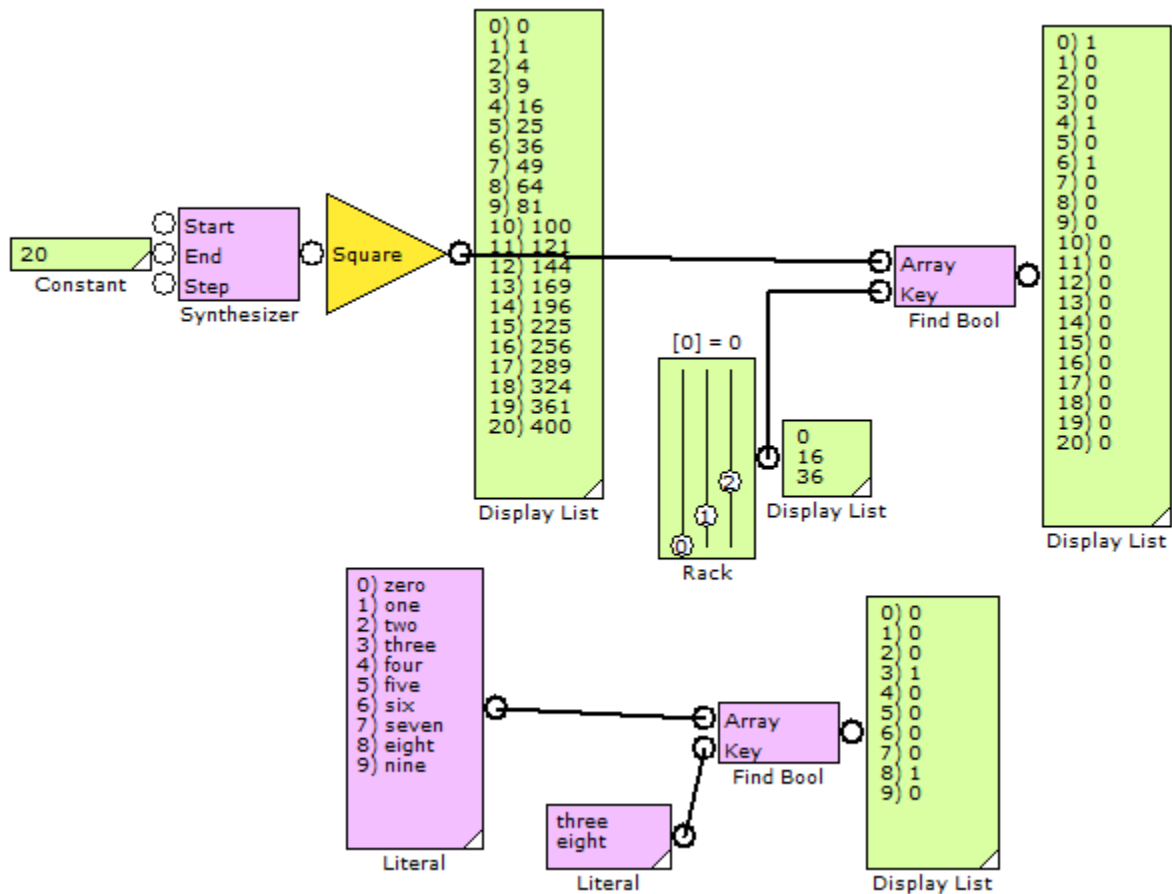 20
Constant
Start
End
Step
Synthesizer
Square
0) 0
1) 1
2) 4
3) 9
4) 16
5) 25
6) 36
7) 49
8) 64
9) 81
10) 100
11) 121
12) 144
13) 169
14) 196
15) 225
16) 256
17) 289
18) 324
19) 361
20) 400
Display List
[0] = 0
0
1
2
Rack
0
16
36
Display List
Array
Key
Find Bool
0) 1
1) 0
2) 0
3) 0
4) 1
5) 0
6) 1
7) 0
8) 0
9) 0
10) 0
11) 0
12) 0
13) 0
14) 0
15) 0
16) 0
17) 0
18) 0
19) 0
20) 0
Display List
0) zero
1) one
2) two
3) three
4) four
5) five
6) six
7) seven
8) eight
9) nine
Literal
three
eight
Literal
Array
Key
Find Bool
0) 0
1) 0
2) 0
3) 1
4) 0
5) 0
6) 0
7) 0
8) 1
9) 0
Display List